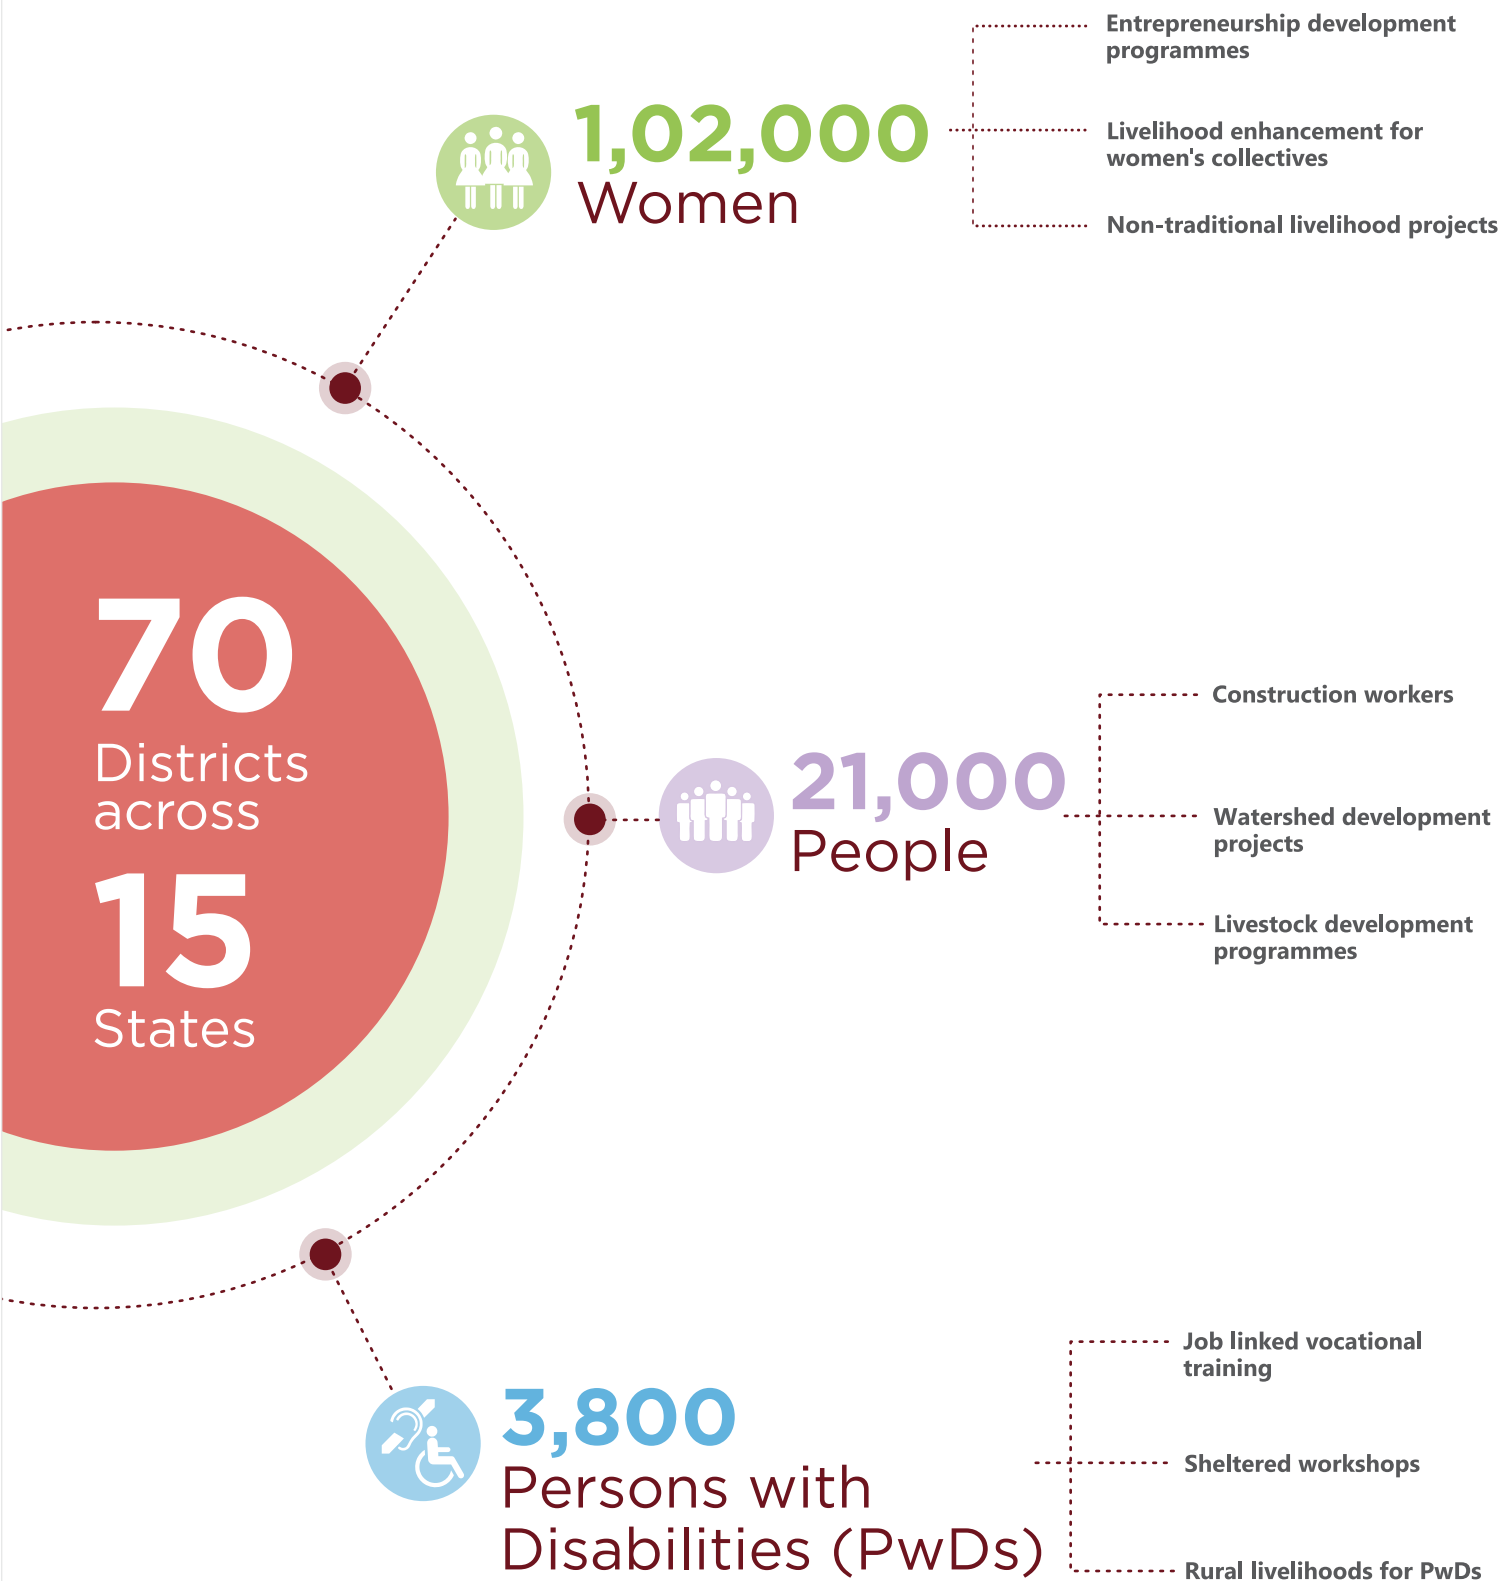 70
Districts
across
15
States
1,02,000
Women
Entrepreneurship development
programmes
Livelihood enhancement for
women's collectives
Non-traditional livelihood projects
21,000
People
Construction workers
Watershed development
projects
Livestock development
programmes
3,800
Persons with
Disabilities (PwDs)
Job linked vocational
training
Sheltered workshops
Rural livelihoods for PwDs